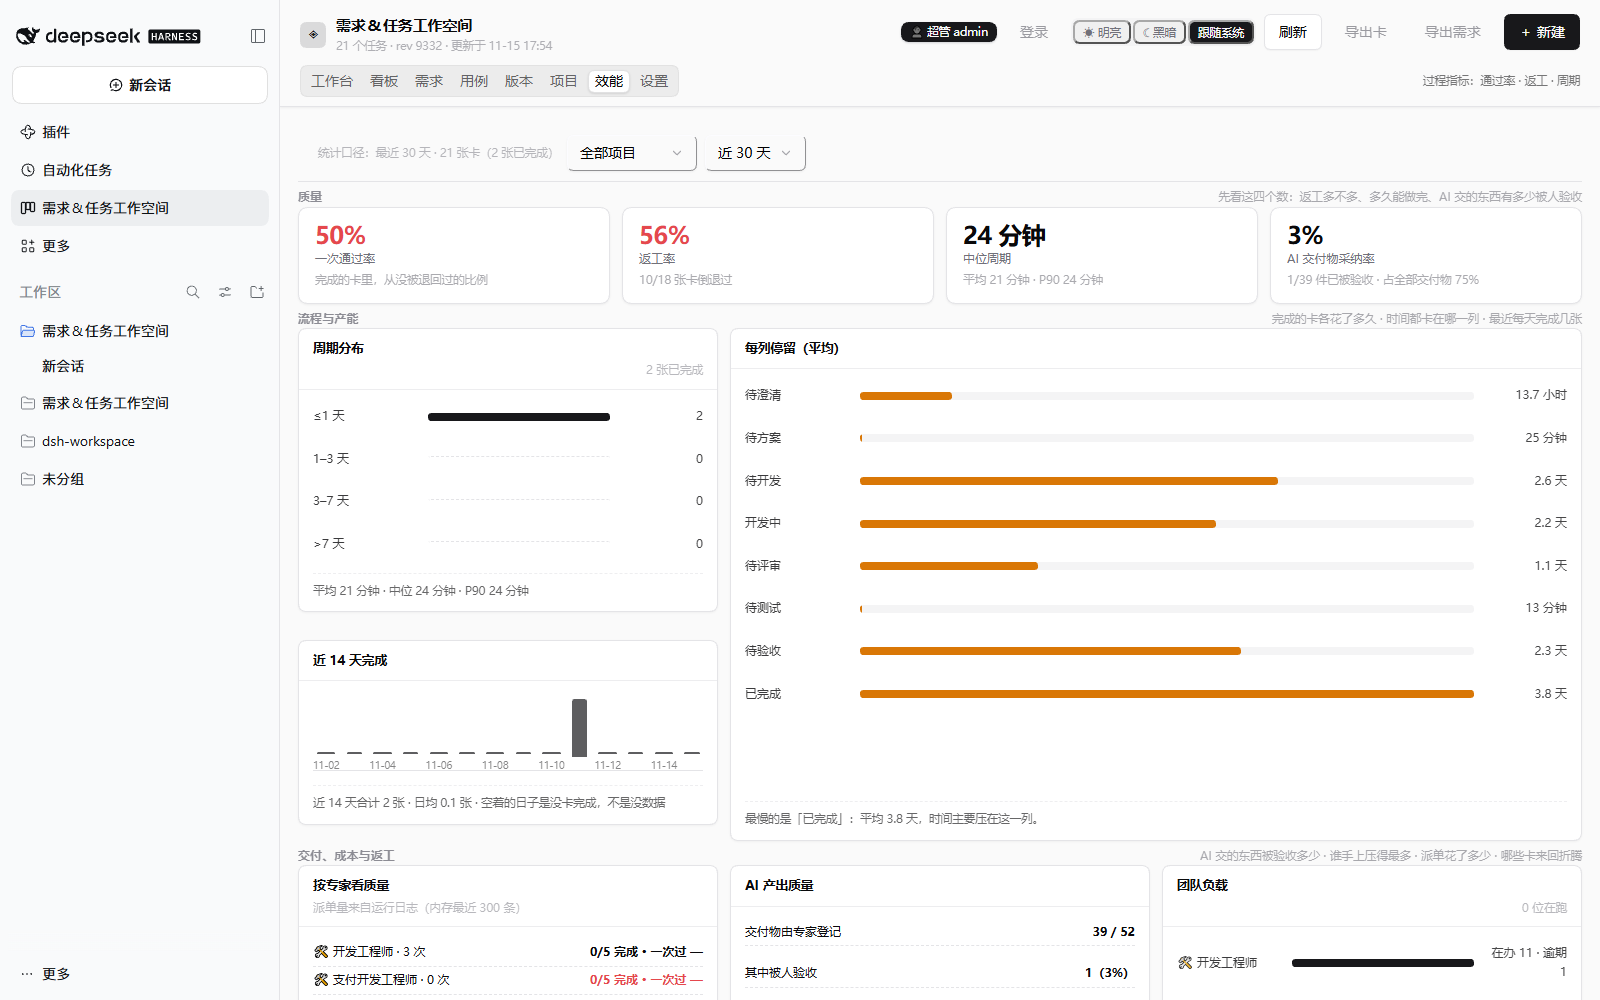 deepseek HARNESS
新会话
插件
自动化任务
需求＆任务工作空间
更多
工作区
需求＆任务工作空间
新会话
需求＆任务工作空间
dsh-workspace
未分组
更多
需求＆任务工作空间
21 个任务 · rev 9332 · 更新于 11-15 17:54
超管 admin
登录
明亮
黑暗
跟随系统
刷新
导出卡
导出需求
+ 新建
工作台 看板 需求 用例 版本 项目 效能 设置
过程指标：通过率 · 返工 · 周期
统计口径：最近 30 天 · 21 张卡（2 张已完成）
全部项目
近 30 天
质量
先看这四个数：返工多不多、多久能做完、AI 交的东西有多少被人验收
50%
一次通过率
完成的卡里，从没被退回过的比例
56%
返工率
10/18 张卡倒退过
24 分钟
中位周期
平均 21 分钟 · P90 24 分钟
3%
AI 交付物采纳率
1/39 件已被验收 · 占全部交付物 75%
流程与产能
完成的卡各花了多久 · 时间都卡在哪一列 · 最近每天完成几张
周期分布
2 张已完成
≤1 天 2
1–3 天 0
3–7 天 0
>7 天 0
平均 21 分钟 · 中位 24 分钟 · P90 24 分钟
每列停留（平均）
待澄清 13.7 小时
待方案 25 分钟
待开发 2.6 天
开发中 2.2 天
待评审 1.1 天
待测试 13 分钟
待验收 2.3 天
已完成 3.8 天
最慢的是「已完成」：平均 3.8 天，时间主要压在这一列。
近 14 天完成
11-02 11-04 11-06 11-08 11-10 11-12 11-14
近 14 天合计 2 张 · 日均 0.1 张 · 空着的日子是没卡完成，不是没数据
交付、成本与返工
AI 交的东西被验收多少 · 谁手上压得最多 · 派单花了多少 · 哪些卡来回折腾
按专家看质量
派单量来自运行日志（内存最近 300 条）
开发工程师 · 3 次 0/5 完成 • 一次过 —
支付开发工程师 · 0 次 0/5 完成 • 一次过 —
AI 产出质量
交付物由专家登记 39 / 52
其中被人验收 1（3%）
团队负载
0 位在跑
开发工程师
在办 11 · 逾期
1